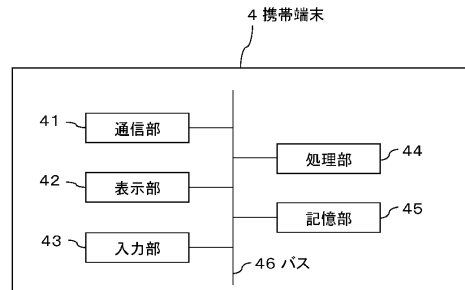 4 携帯端末
41 通信部
処理部 44
42 表示部
記憶部 45
43 入力部
46 バス